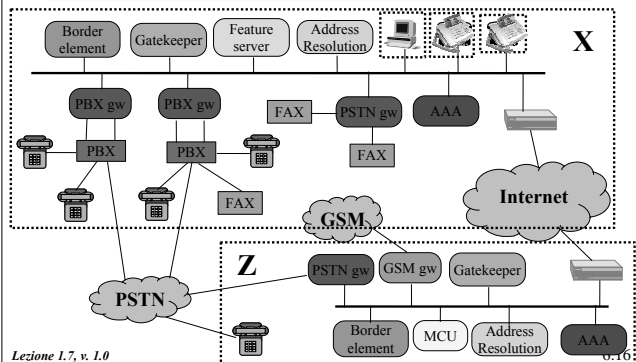 Border
element
Gatekeeper
Feature
server
Address
Resolution
X
PBX gw
PBX gw
FAX
PSTN gw
AAA
PBX
PBX
FAX
FAX
Internet
GSM
Z
PSTN gw
GSM gw
Gatekeeper
PSTN
Border
element
MCU
Address
Resolution
AAA
Lezione 1.7, v. 1.0
6.16